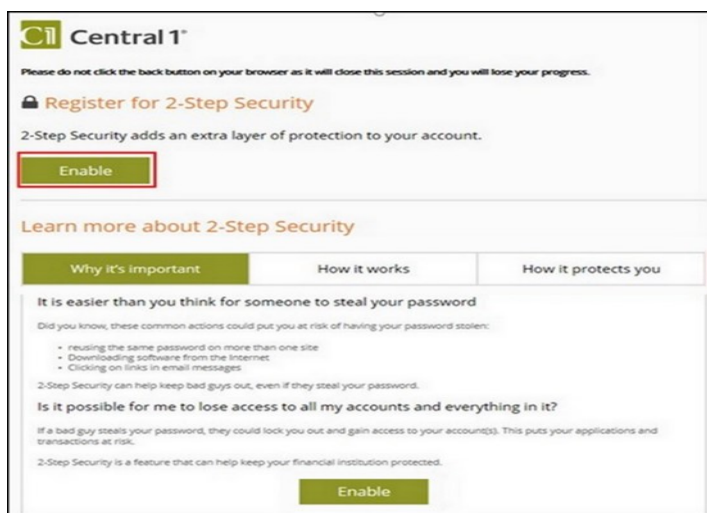 C1 Central 1®
Please do not click the back button on your browser as it will close this session and you will lose your progress.
Register for 2-Step Security
2-Step Security adds an extra layer of protection to your account.
Enable
Learn more about 2-Step Security
Why it's important How it works How it protects you
It is easier than you think for someone to steal your password
Did you know, these common actions could put you at risk of having your password stolen:
• reusing the same password on more than one site
• Downloading software from the Internet
• Clicking on links in email messages
2-Step Security can help keep bad guys out, even if they steal your password.
Is it possible for me to lose access to all my accounts and everything in it?
If a bad guy steals your password, they could lock you out and gain access to your account(s). This puts your applications and
transactions at risk.
2-Step Security is a feature that can help keep your financial institution protected.
Enable